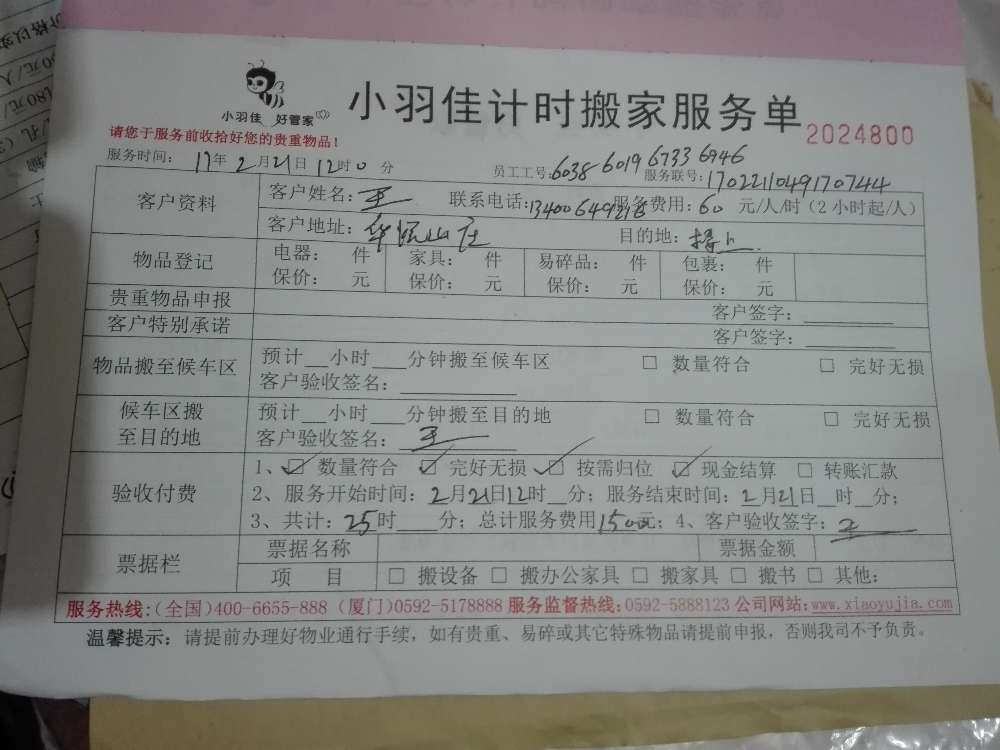 小羽佳 好管家
小羽佳计时搬家服务单
2024800
请您于服务前收拾好您的贵重物品！
服务时间： 17年 2月21日 12时0分 员工工号：6038 6019 6733 6946
服务联号：1702211049170744
客户资料 客户姓名：王 联系电话：13400649218 服务费用：60 元/人/时（2小时起/人）
客户地址： 山庄 目的地：楼上.
物品登记 电器： 件 家具： 件 易碎品： 件 包裹： 件
保价： 元 保价： 元 保价： 元 保价： 元
贵重物品申报 客户签字：
客户特别承诺 客户签字：
物品搬至候车区 预计__小时___分钟搬至候车区 □ 数量符合 □ 完好无损
客户验收签名：
候车区搬至目的地 预计__小时___分钟搬至目的地 □ 数量符合 □ 完好无损
客户验收签名：王
验收付费 1、☑ 数量符合 ☑ 完好无损 ☑ 按需归位 ☑ 现金结算 □ 转账汇款
2、服务开始时间：2月21日12时__分；服务结束时间：2月21日__时__分；
3、共计：25时___分；总计服务费用1500元；4、客户验收签字：王
票据栏 票据名称 票据金额
项 目 □ 搬设备 □ 搬办公家具 □ 搬家具 □ 搬书 □ 其他：
服务热线：(全国)400-6655-888 (厦门)0592-5178888 服务监督热线：0592-5888123 公司网站：www.xiaoyujia.com
温馨提示：请提前办理好物业通行手续，如有贵重、易碎或其它特殊物品请提前申报，否则我司不予负责。